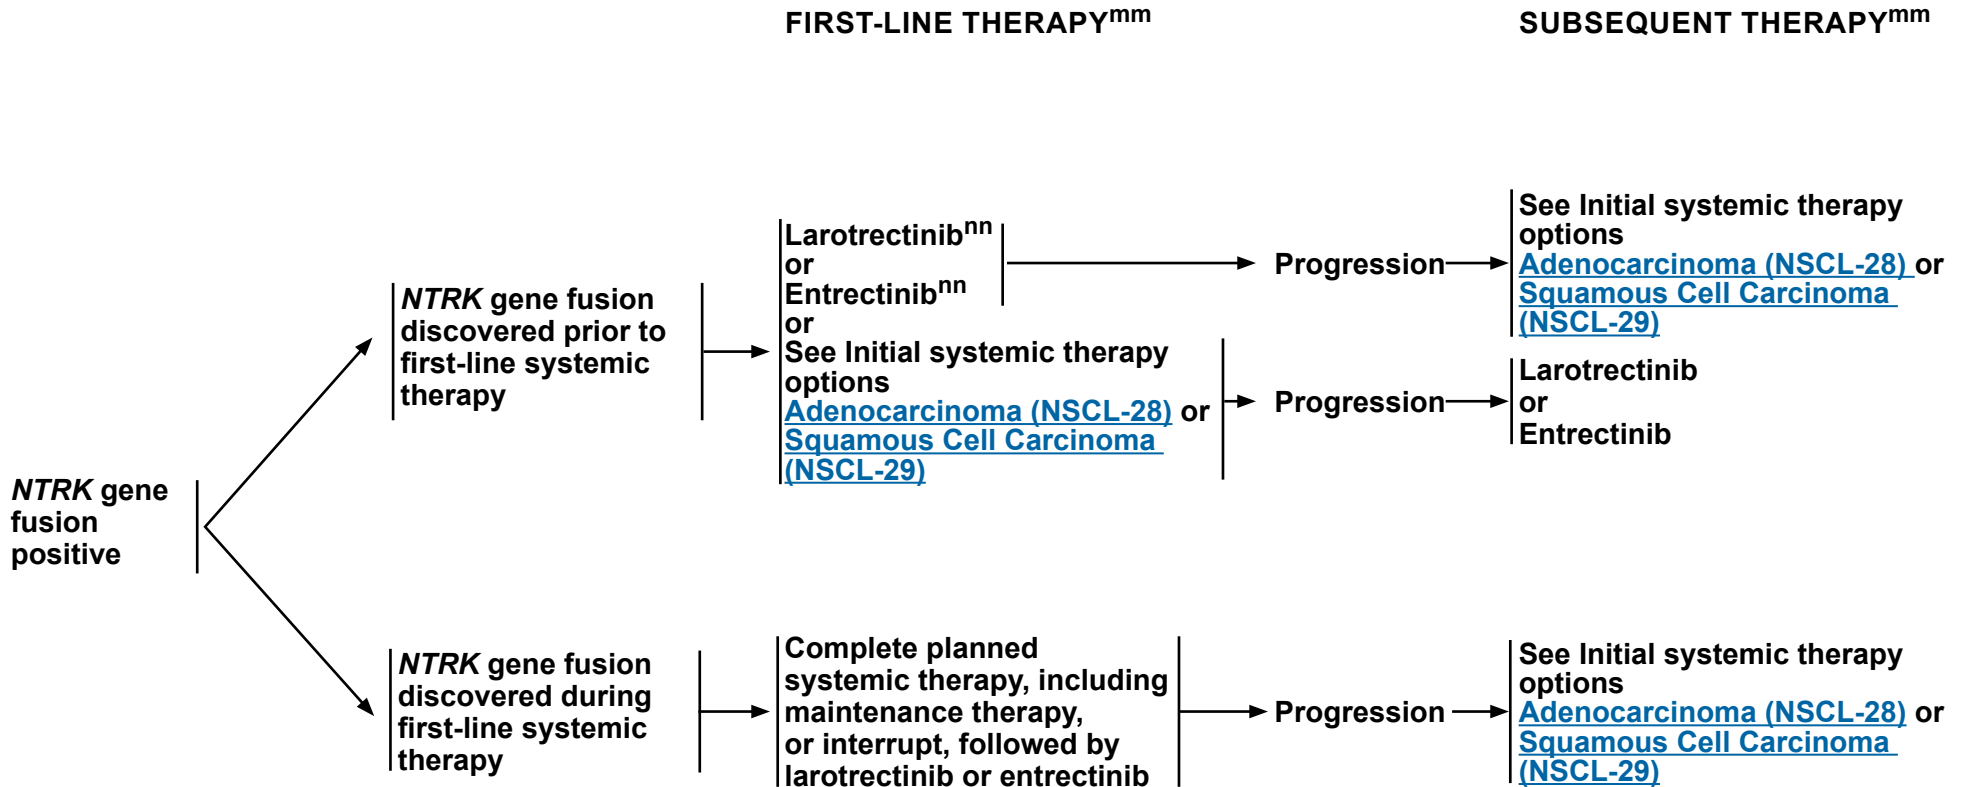 FIRST-LINE THERAPYmm
SUBSEQUENT THERAPYmm
NTRK gene
fusion
positive
NTRK gene fusion
discovered prior to
first-line systemic
therapy
Larotrectinibnn
or
Entrectinibnn
or
See Initial systemic therapy
options
Adenocarcinoma (NSCL-28) or
Squamous Cell Carcinoma
(NSCL-29)
Progression
See Initial systemic therapy
options
Adenocarcinoma (NSCL-28) or
Squamous Cell Carcinoma
(NSCL-29)
Progression
Larotrectinib
or
Entrectinib
NTRK gene fusion
discovered during
first-line systemic
therapy
Complete planned
systemic therapy, including
maintenance therapy,
or interrupt, followed by
larotrectinib or entrectinib
Progression
See Initial systemic therapy
options
Adenocarcinoma (NSCL-28) or
Squamous Cell Carcinoma
(NSCL-29)